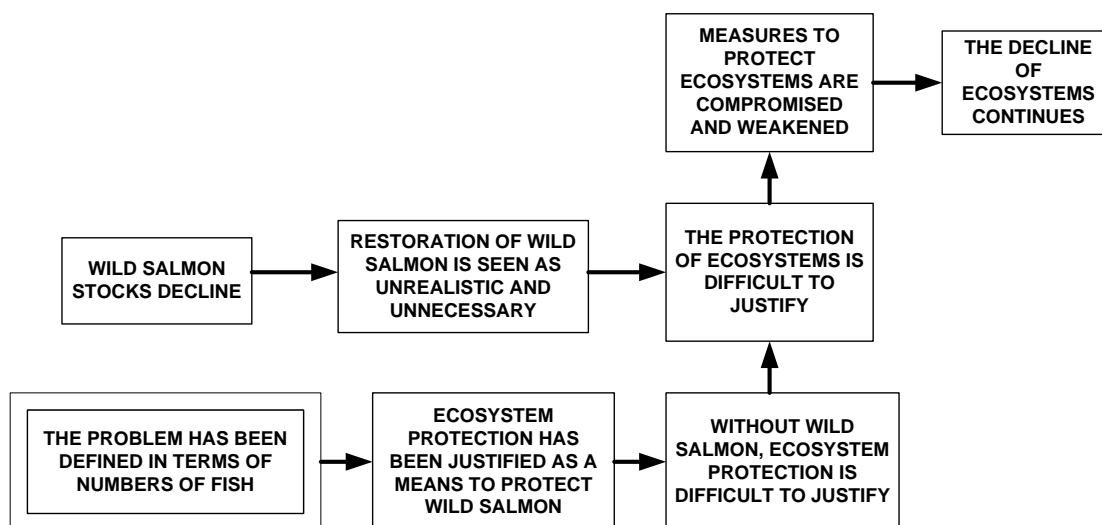 MEASURES TO
PROTECT
ECOSYSTEMS ARE
COMPROMISED
AND WEAKENED
THE DECLINE
OF
ECOSYSTEMS
CONTINUES
WILD SALMON
STOCKS DECLINE
RESTORATION OF WILD
SALMON IS SEEN AS
UNREALISTIC AND
UNNECESSARY
THE PROTECTION
OF ECOSYSTEMS IS
DIFFICULT TO
JUSTIFY
THE PROBLEM HAS BEEN
DEFINED IN TERMS OF
NUMBERS OF FISH
ECOSYSTEM
PROTECTION HAS
BEEN JUSTIFIED AS A
MEANS TO PROTECT
WILD SALMON
WITHOUT WILD
SALMON, ECOSYSTEM
PROTECTION IS
DIFFICULT TO JUSTIFY